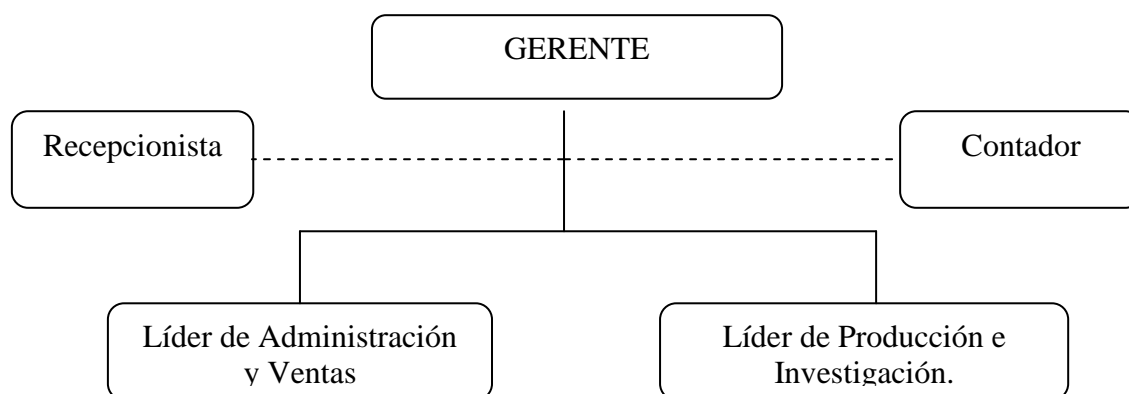 GERENTE
Recepcionista
Contador
Líder de Administración
y Ventas
Líder de Producción e
Investigación.